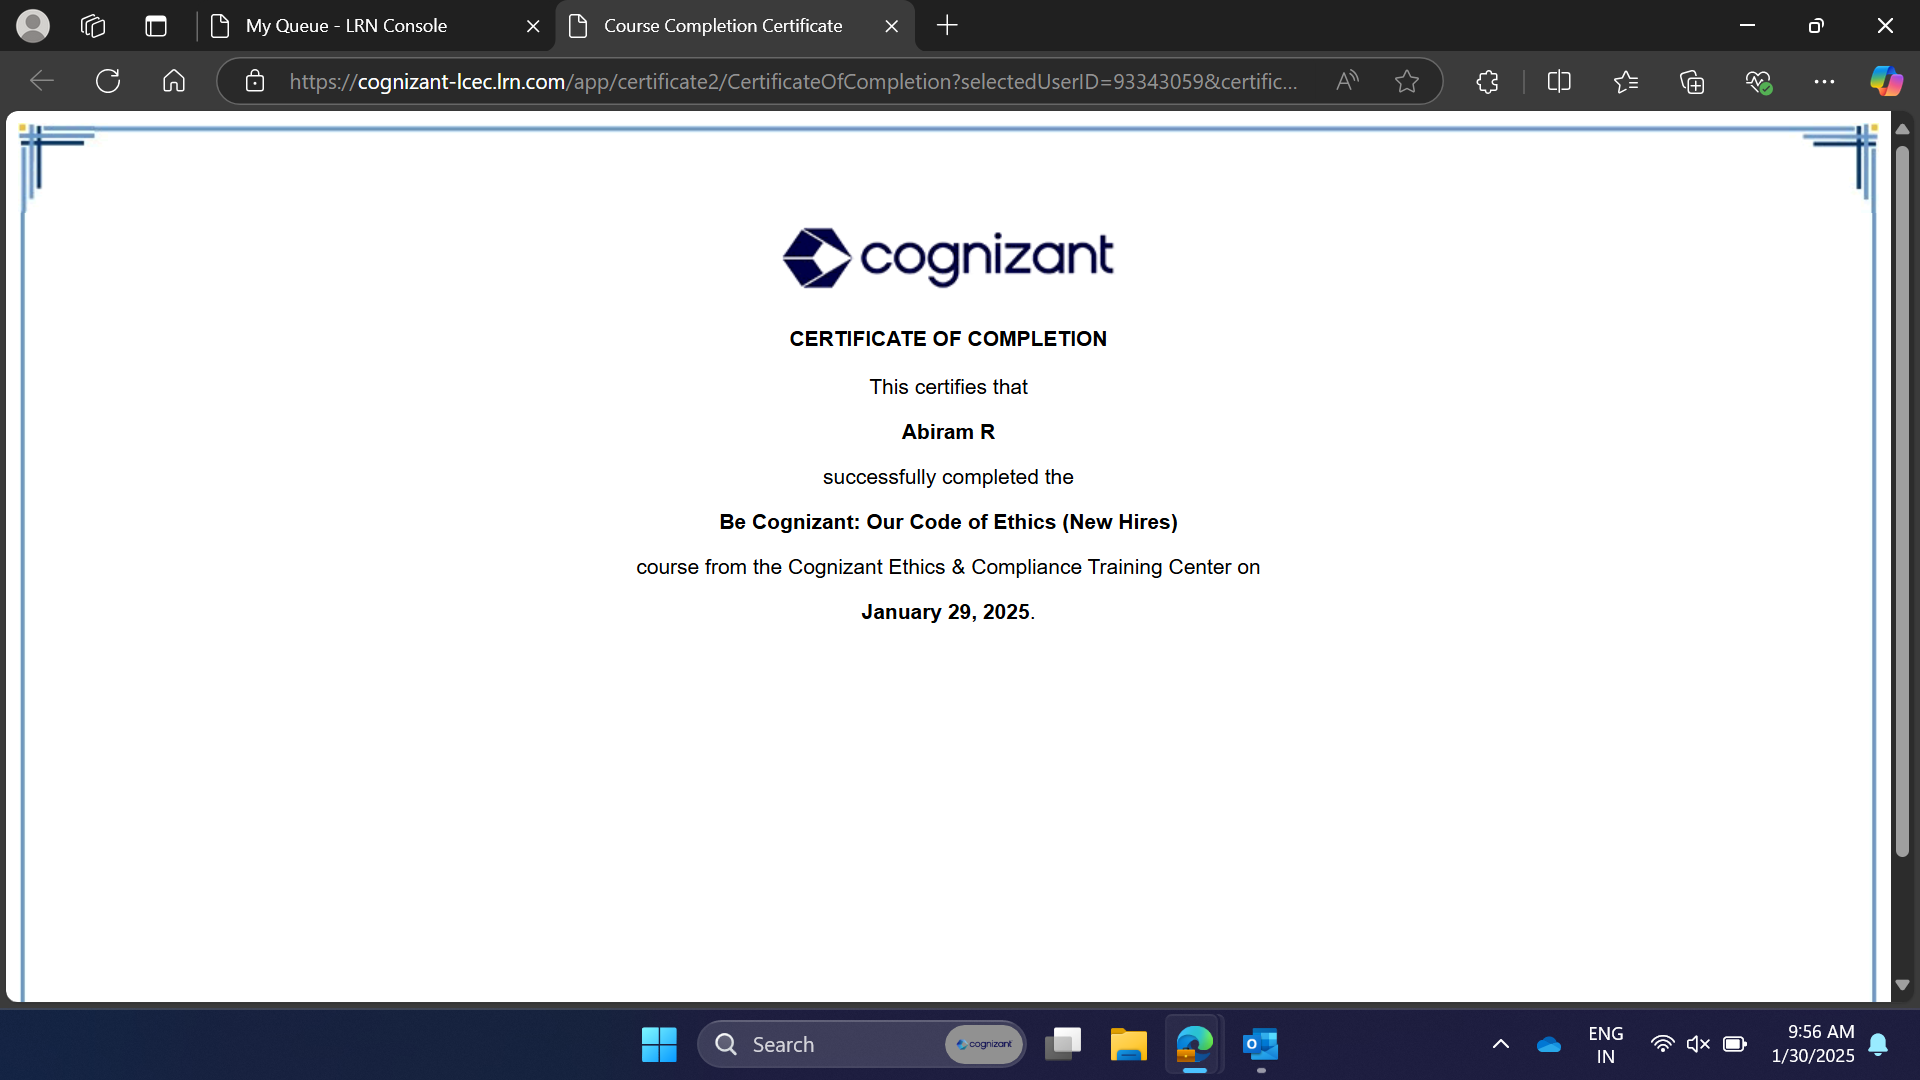 My Queue - LRN Console
Course Completion Certificate
https://cognizant-lcec.lrn.com/app/certificate2/CertificateOfCompletion?selectedUserID=93343059&certific...
cognizant
CERTIFICATE OF COMPLETION
This certifies that
Abiram R
successfully completed the
Be Cognizant: Our Code of Ethics (New Hires)
course from the Cognizant Ethics & Compliance Training Center on
January 29, 2025.
Search
cognizant
ENG
IN
9:56 AM
1/30/2025